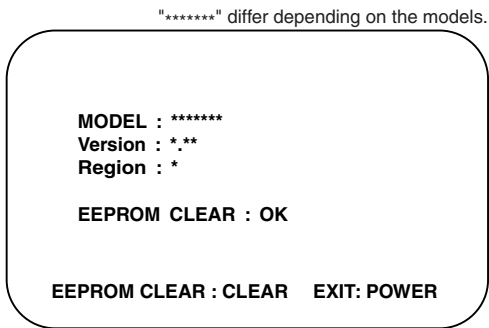 "*******" differ depending on the models.
MODEL : *******
Version : *.**
Region : *
EEPROM CLEAR : OK
EEPROM CLEAR : CLEAR EXIT: POWER